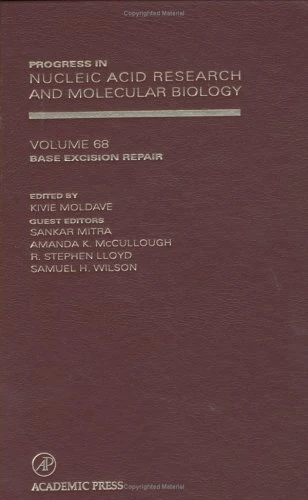 PROGRESS IN
NUCLEIC ACID RESEARCH
AND MOLECULAR BIOLOGY
VOLUME 68
BASE EXCISION REPAIR
EDITED BY
KIVIE MOLDAVE
GUEST EDITORS
SANKAR MITRA
AMANDA K. McCULLOUGH
R. STEPHEN LLOYD
SAMUEL H. WILSON
AP
ACADEMIC PRESS